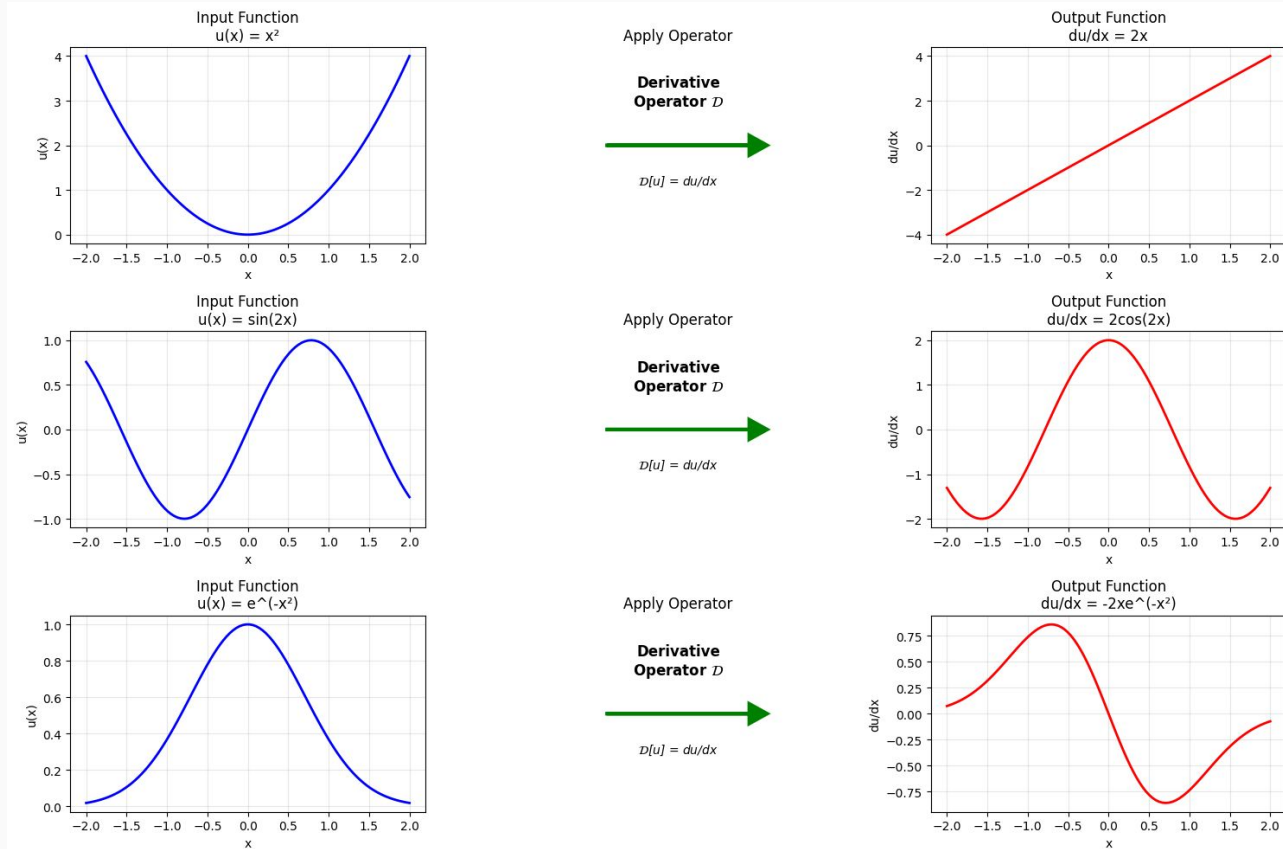 Input Function
u(x) = x²
u(x)
4
3
2
1
0
−2.0 −1.5 −1.0 −0.5 0.0 0.5 1.0 1.5 2.0
x
Apply Operator
Derivative
Operator 𝒟
𝒟[u] = du/dx
Output Function
du/dx = 2x
du/dx
4
2
0
−2
−4
−2.0 −1.5 −1.0 −0.5 0.0 0.5 1.0 1.5 2.0
x
Input Function
u(x) = sin(2x)
u(x)
1.0
0.5
0.0
−0.5
−1.0
−2.0 −1.5 −1.0 −0.5 0.0 0.5 1.0 1.5 2.0
x
Apply Operator
Derivative
Operator 𝒟
𝒟[u] = du/dx
Output Function
du/dx = 2cos(2x)
du/dx
2
1
0
−1
−2
−2.0 −1.5 −1.0 −0.5 0.0 0.5 1.0 1.5 2.0
x
Input Function
u(x) = e^(-x²)
u(x)
1.0
0.8
0.6
0.4
0.2
0.0
−2.0 −1.5 −1.0 −0.5 0.0 0.5 1.0 1.5 2.0
x
Apply Operator
Derivative
Operator 𝒟
𝒟[u] = du/dx
Output Function
du/dx = -2xe^(-x²)
du/dx
0.75
0.50
0.25
0.00
−0.25
−0.50
−0.75
−2.0 −1.5 −1.0 −0.5 0.0 0.5 1.0 1.5 2.0
x